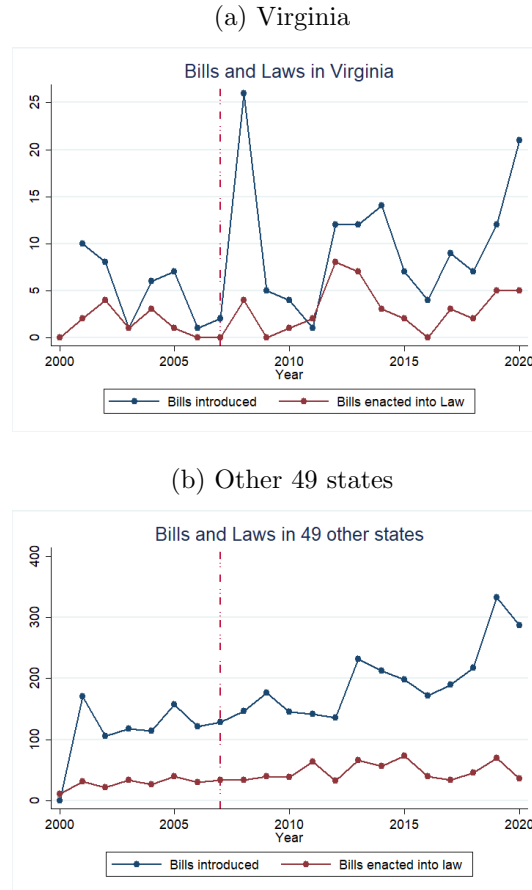 (a) Virginia
Bills and Laws in Virginia
25
20
15
10
5
0
2000 2005 2010 2015 2020
Year
Bills introduced Bills enacted into Law
(b) Other 49 states
Bills and Laws in 49 other states
400
300
200
100
0
2000 2005 2010 2015 2020
Year
Bills introduced Bills enacted into law